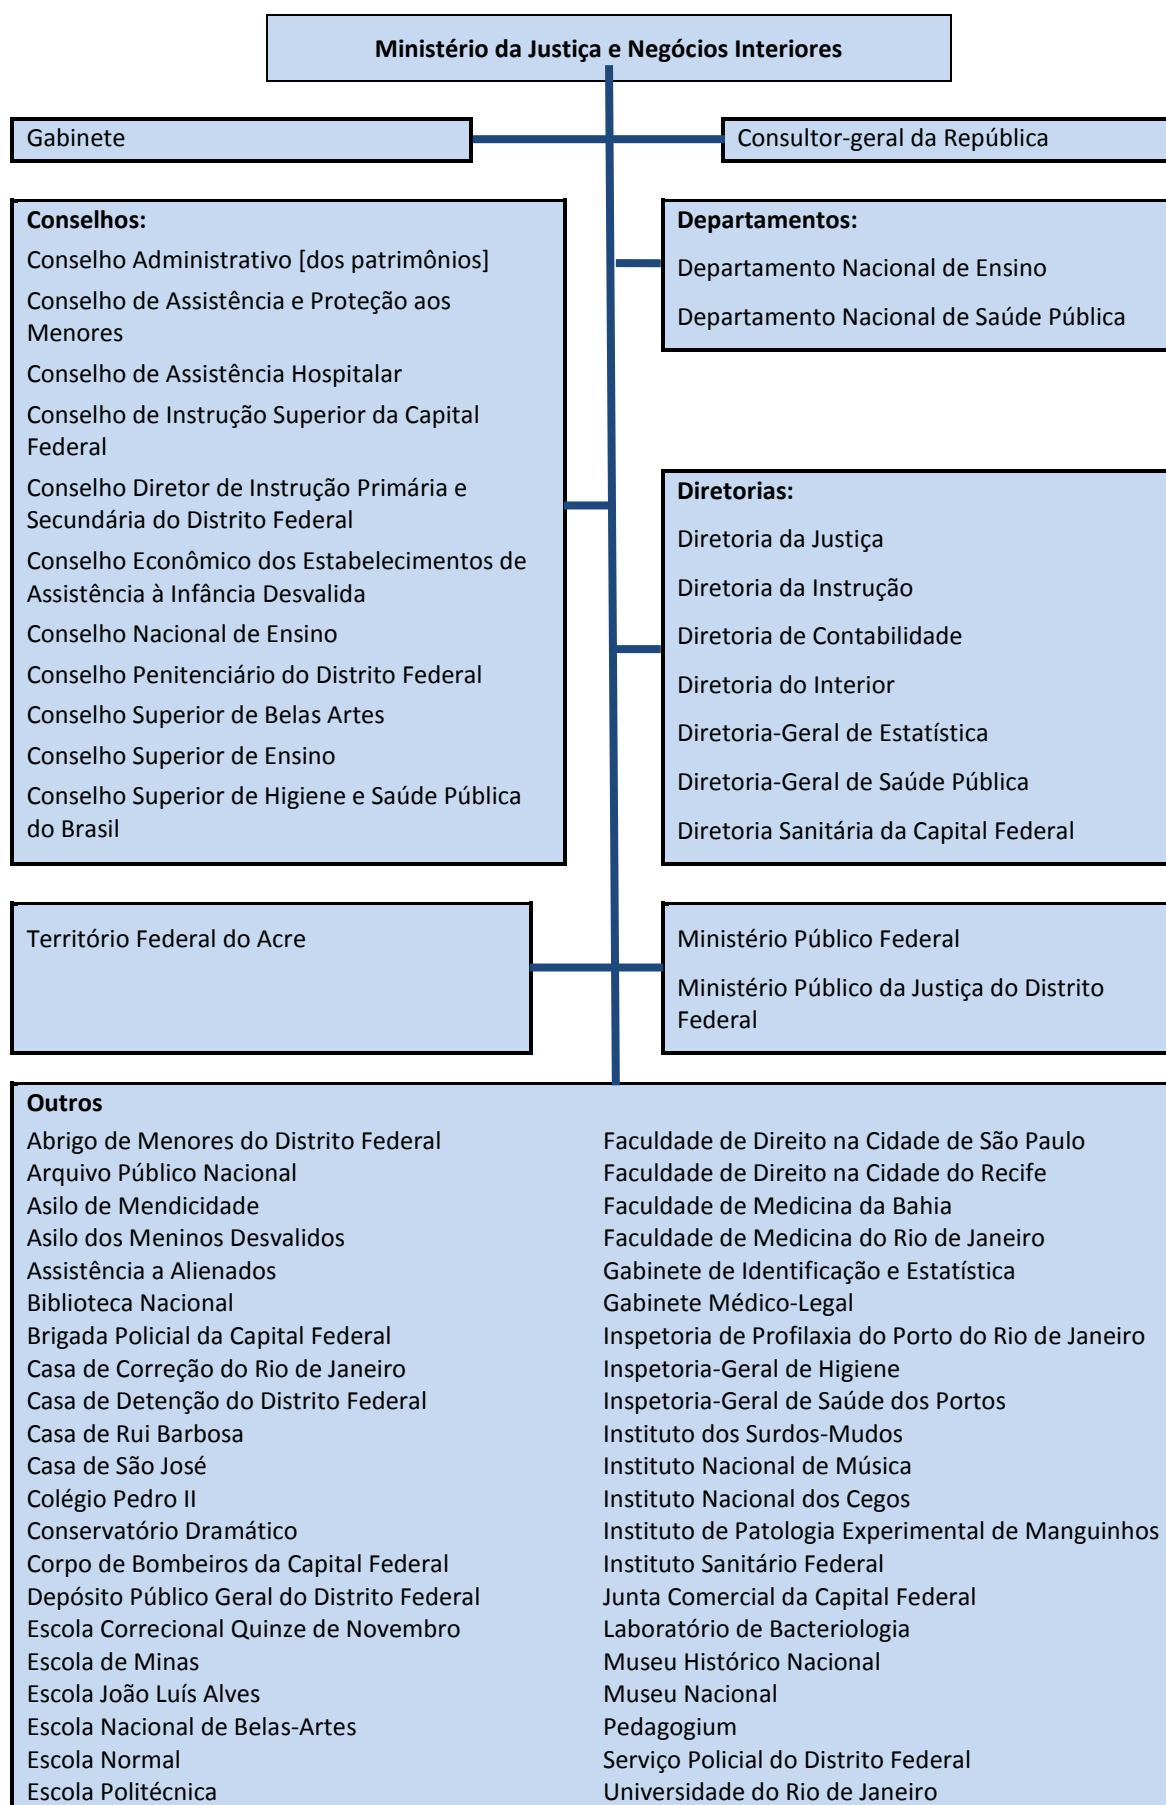 Ministério da Justiça e Negócios Interiores
Gabinete
Consultor-geral da República
Conselhos:
Conselho Administrativo [dos patrimônios]
Conselho de Assistência e Proteção aos
Menores
Conselho de Assistência Hospitalar
Conselho de Instrução Superior da Capital
Federal
Conselho Diretor de Instrução Primária e
Secundária do Distrito Federal
Conselho Econômico dos Estabelecimentos de
Assistência à Infância Desvalida
Conselho Nacional de Ensino
Conselho Penitenciário do Distrito Federal
Conselho Superior de Belas Artes
Conselho Superior de Ensino
Conselho Superior de Higiene e Saúde Pública
do Brasil
Departamentos:
Departamento Nacional de Ensino
Departamento Nacional de Saúde Pública
Diretorias:
Diretoria da Justiça
Diretoria da Instrução
Diretoria de Contabilidade
Diretoria do Interior
Diretoria-Geral de Estatística
Diretoria-Geral de Saúde Pública
Diretoria Sanitária da Capital Federal
Território Federal do Acre
Ministério Público Federal
Ministério Público da Justiça do Distrito
Federal
Outros
Abrigo de Menores do Distrito Federal
Arquivo Público Nacional
Asilo de Mendicidade
Asilo dos Meninos Desvalidos
Assistência a Alienados
Biblioteca Nacional
Brigada Policial da Capital Federal
Casa de Correção do Rio de Janeiro
Casa de Detenção do Distrito Federal
Casa de Rui Barbosa
Casa de São José
Colégio Pedro II
Conservatório Dramático
Corpo de Bombeiros da Capital Federal
Depósito Público Geral do Distrito Federal
Escola Correcional Quinze de Novembro
Escola de Minas
Escola João Luís Alves
Escola Nacional de Belas-Artes
Escola Normal
Escola Politécnica
Faculdade de Direito na Cidade de São Paulo
Faculdade de Direito na Cidade do Recife
Faculdade de Medicina da Bahia
Faculdade de Medicina do Rio de Janeiro
Gabinete de Identificação e Estatística
Gabinete Médico-Legal
Inspetoria de Profilaxia do Porto do Rio de Janeiro
Inspetoria-Geral de Higiene
Inspetoria-Geral de Saúde dos Portos
Instituto dos Surdos-Mudos
Instituto Nacional de Música
Instituto Nacional dos Cegos
Instituto de Patologia Experimental de Manguinhos
Instituto Sanitário Federal
Junta Comercial da Capital Federal
Laboratório de Bacteriologia
Museu Histórico Nacional
Museu Nacional
Pedagogium
Serviço Policial do Distrito Federal
Universidade do Rio de Janeiro